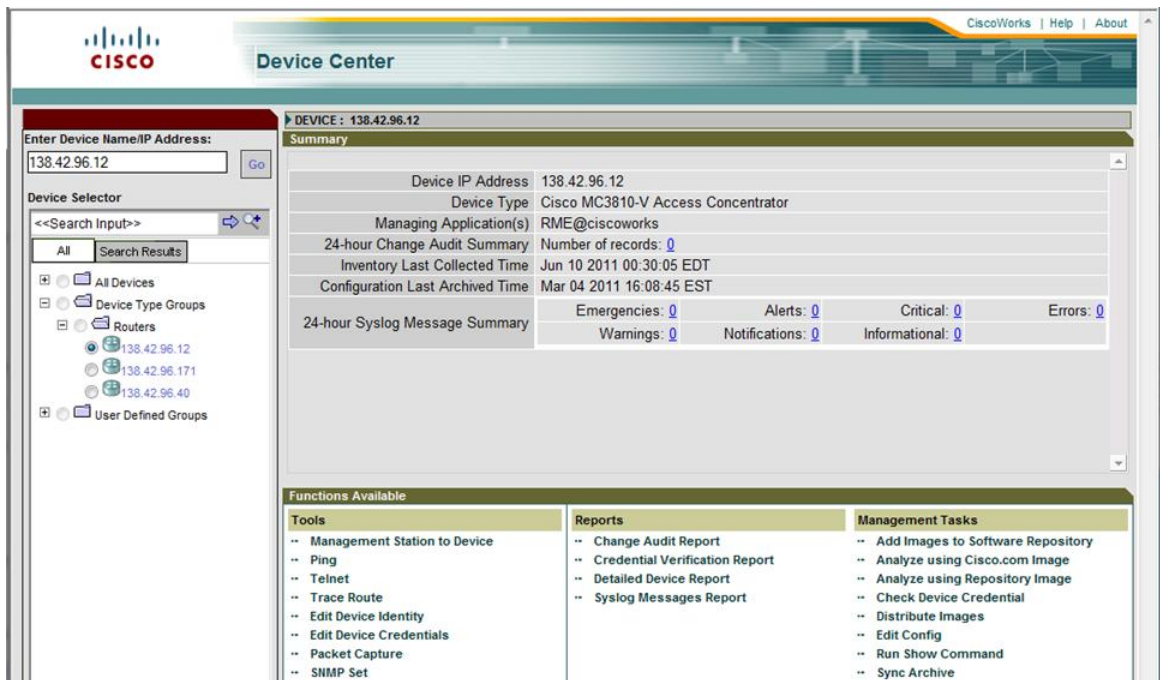 CiscoWorks | Help | About
CISCO
Device Center
Enter Device Name/IP Address:
138.42.96.12
Go
Device Selector
<<Search Input>>
All
Search Results
All Devices
Device Type Groups
Routers
138.42.96.12
138.42.96.171
138.42.96.40
User Defined Groups
DEVICE : 138.42.96.12
Summary
Device IP Address 138.42.96.12
Device Type Cisco MC3810-V Access Concentrator
Managing Application(s) RME@ciscoworks
24-hour Change Audit Summary Number of records: 0
Inventory Last Collected Time Jun 10 2011 00:30:05 EDT
Configuration Last Archived Time Mar 04 2011 16:08:45 EST
24-hour Syslog Message Summary
Emergencies: 0 Alerts: 0 Critical: 0 Errors: 0
Warnings: 0 Notifications: 0 Informational: 0
Functions Available
Tools
Management Station to Device
Ping
Telnet
Trace Route
Edit Device Identity
Edit Device Credentials
Packet Capture
SNMP Set
Reports
Change Audit Report
Credential Verification Report
Detailed Device Report
Syslog Messages Report
Management Tasks
Add Images to Software Repository
Analyze using Cisco.com Image
Analyze using Repository Image
Check Device Credential
Distribute Images
Edit Config
Run Show Command
Sync Archive